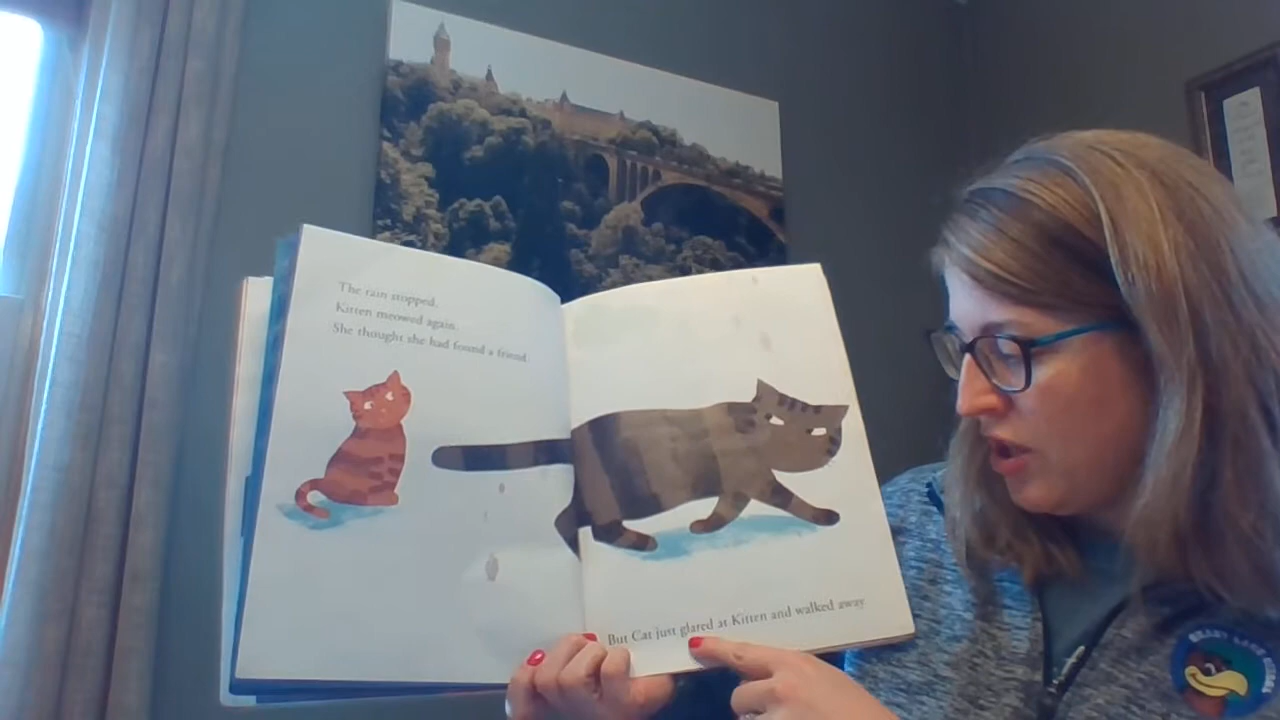 The rain stopped.
Kitten meowed again.
She thought she had found a friend.
But Cat just glared at Kitten and walked away.